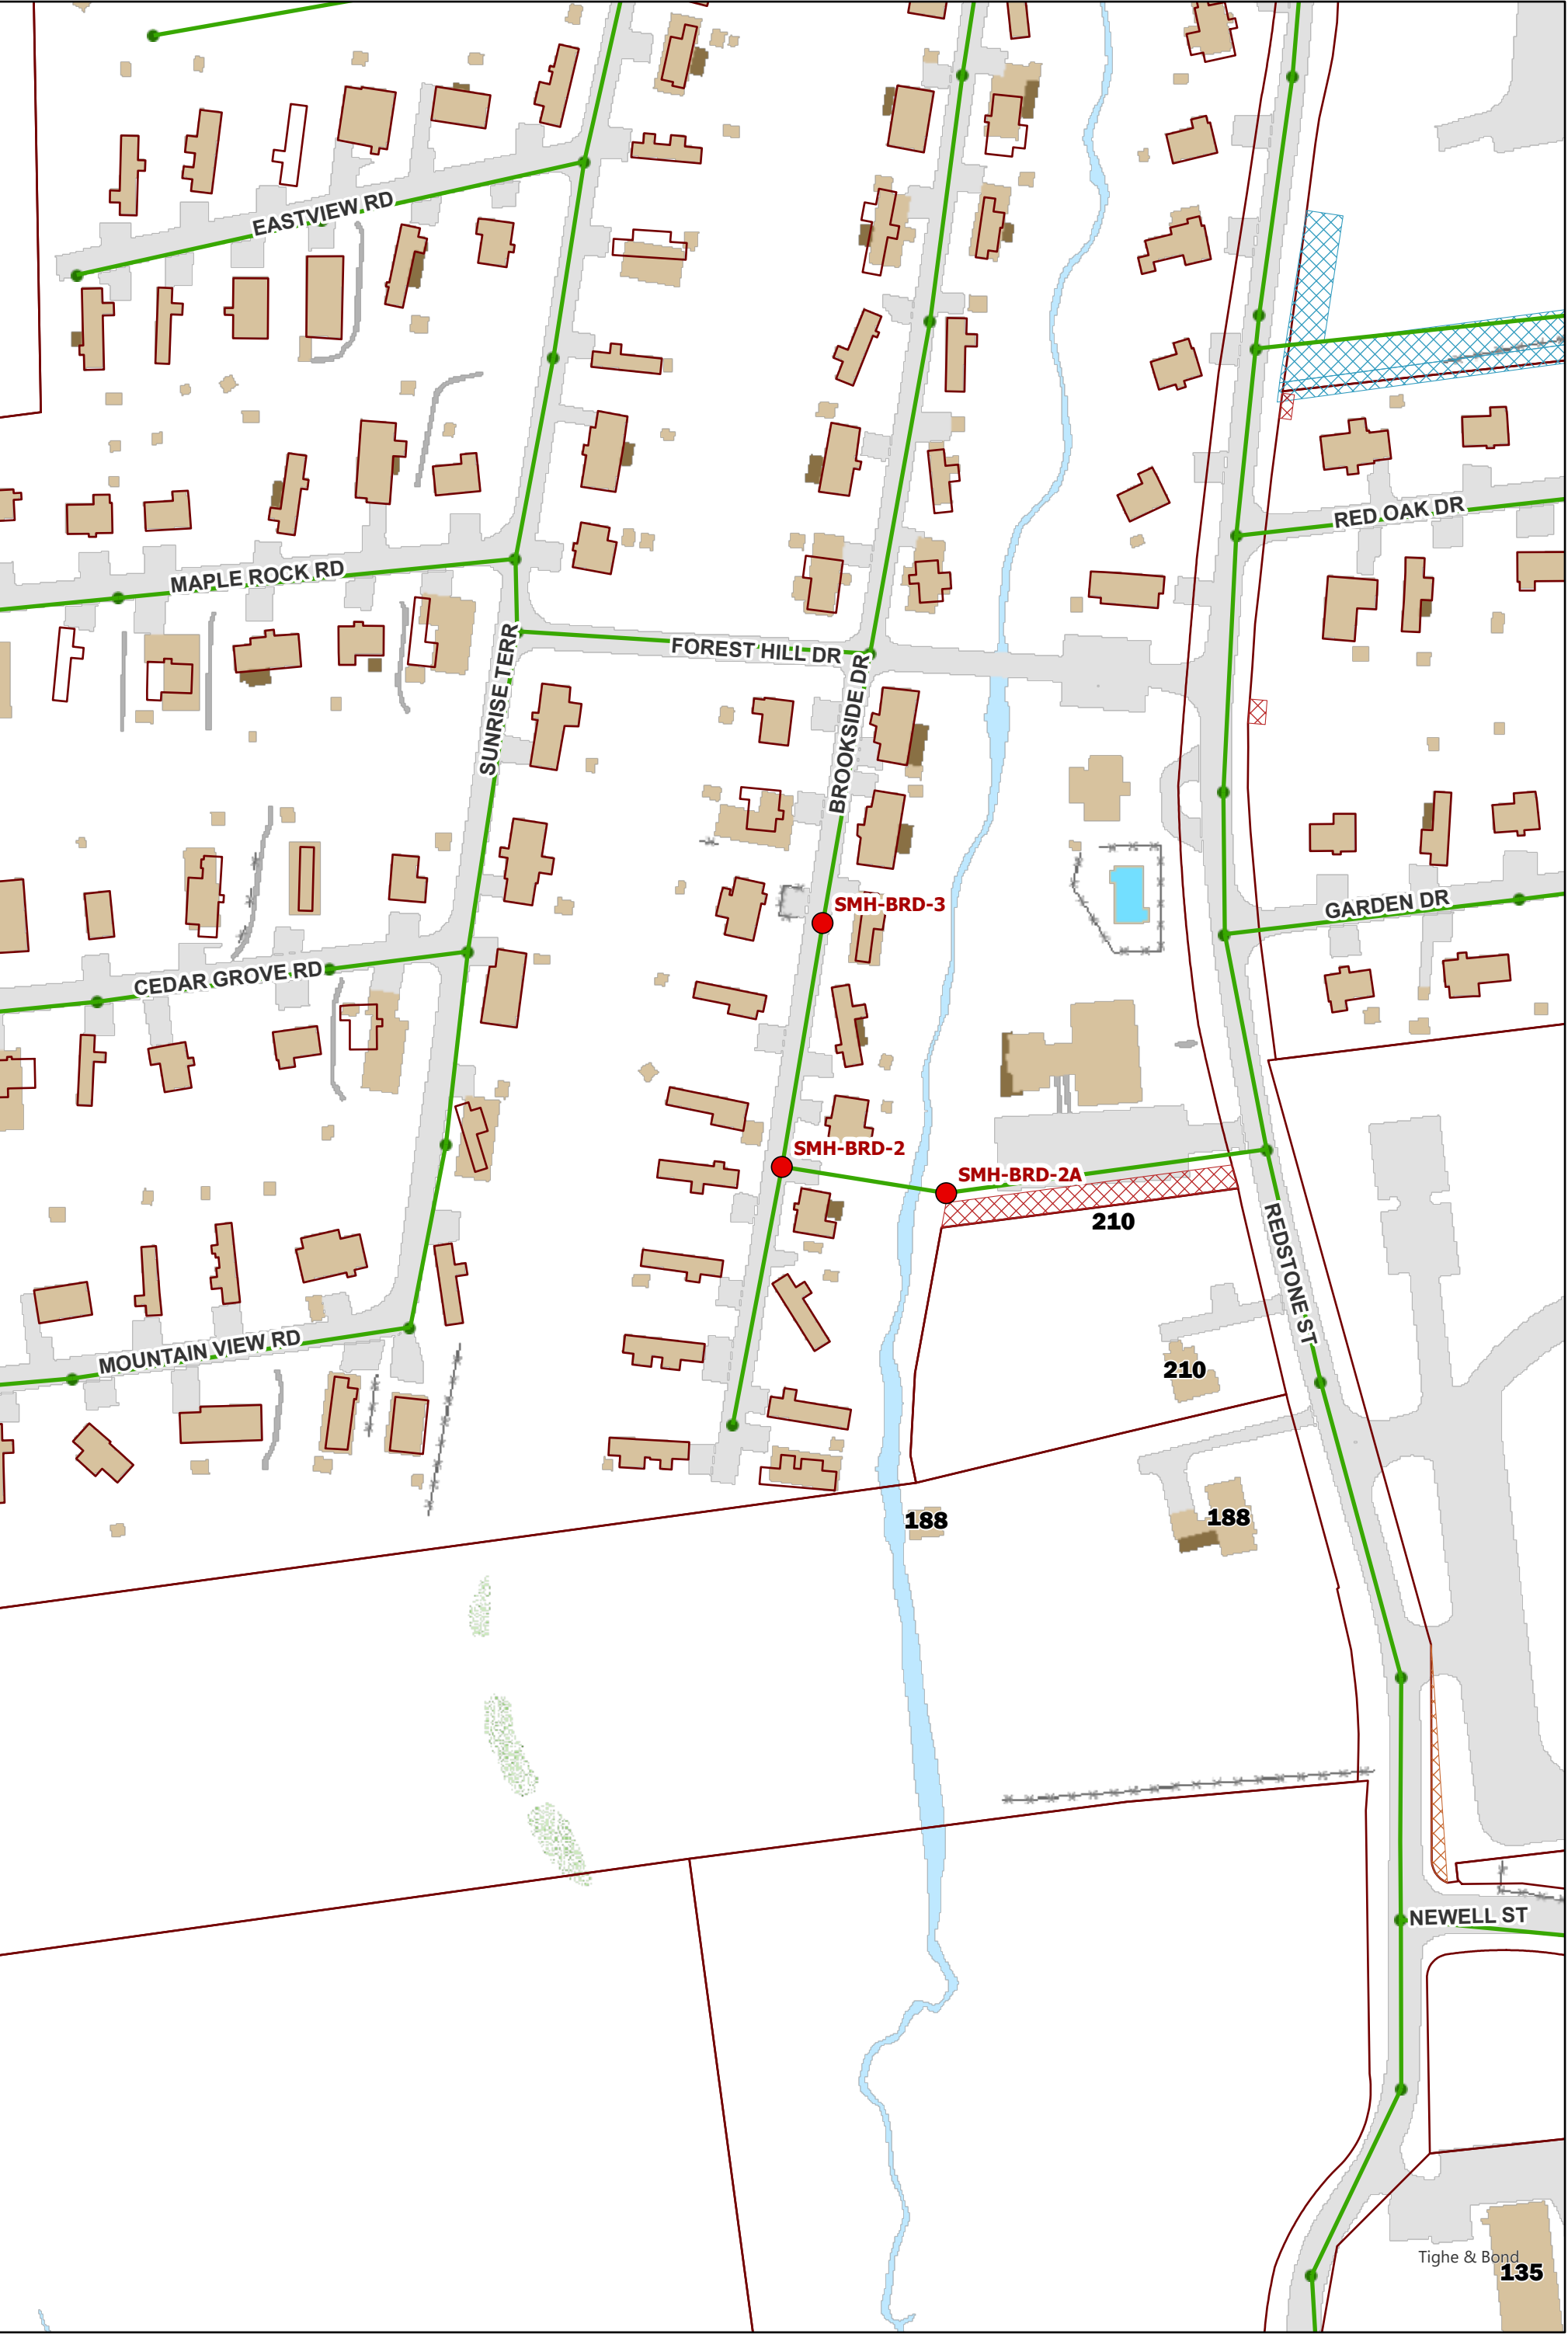 EASTVIEW RD
RED OAK DR
MAPLE ROCK RD
FOREST HILL DR
SUNRISE TERR
BROOKSIDE DR
SMH-BRD-3
GARDEN DR
CEDAR GROVE RD
SMH-BRD-2
SMH-BRD-2A
210
REDSTONE ST
MOUNTAIN VIEW RD
210
188
188
NEWELL ST
Tighe & Bond
135